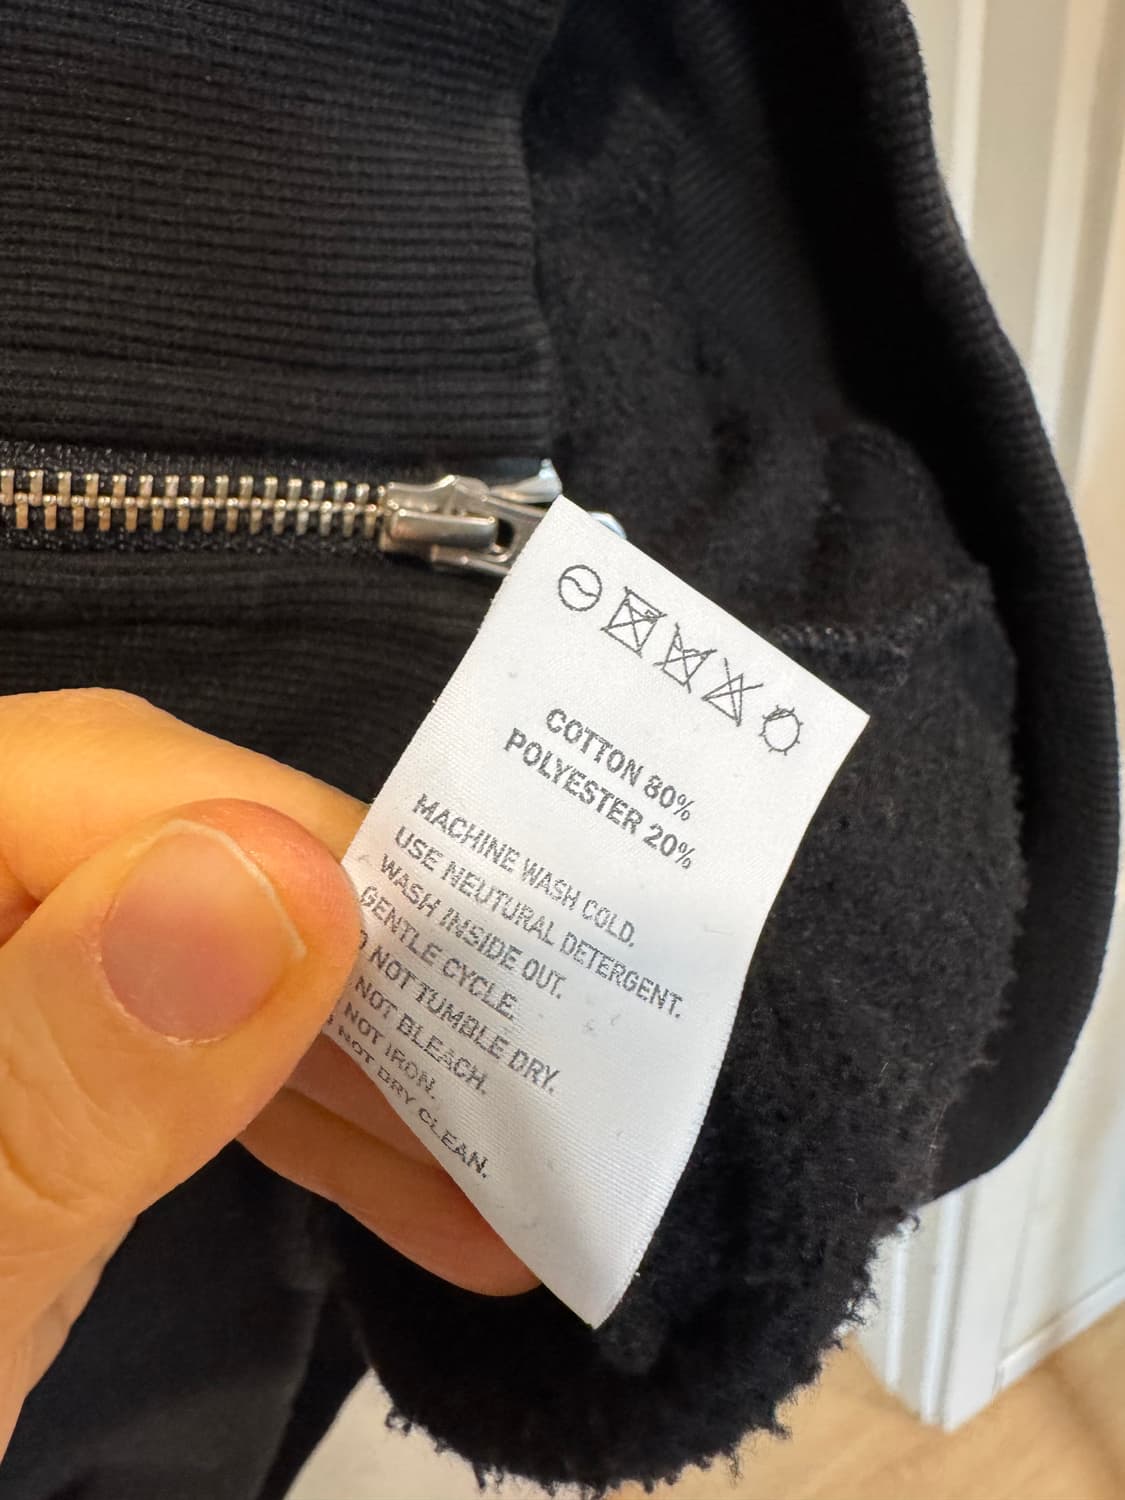 COTTON 80%
POLYESTER 20%
MACHINE WASH COLD.
USE NEUTURAL DETERGENT.
WASH INSIDE OUT.
GENTLE CYCLE.
NOT TUMBLE DRY.
NOT BLEACH.
NOT IRON.
NOT DRY CLEAN.